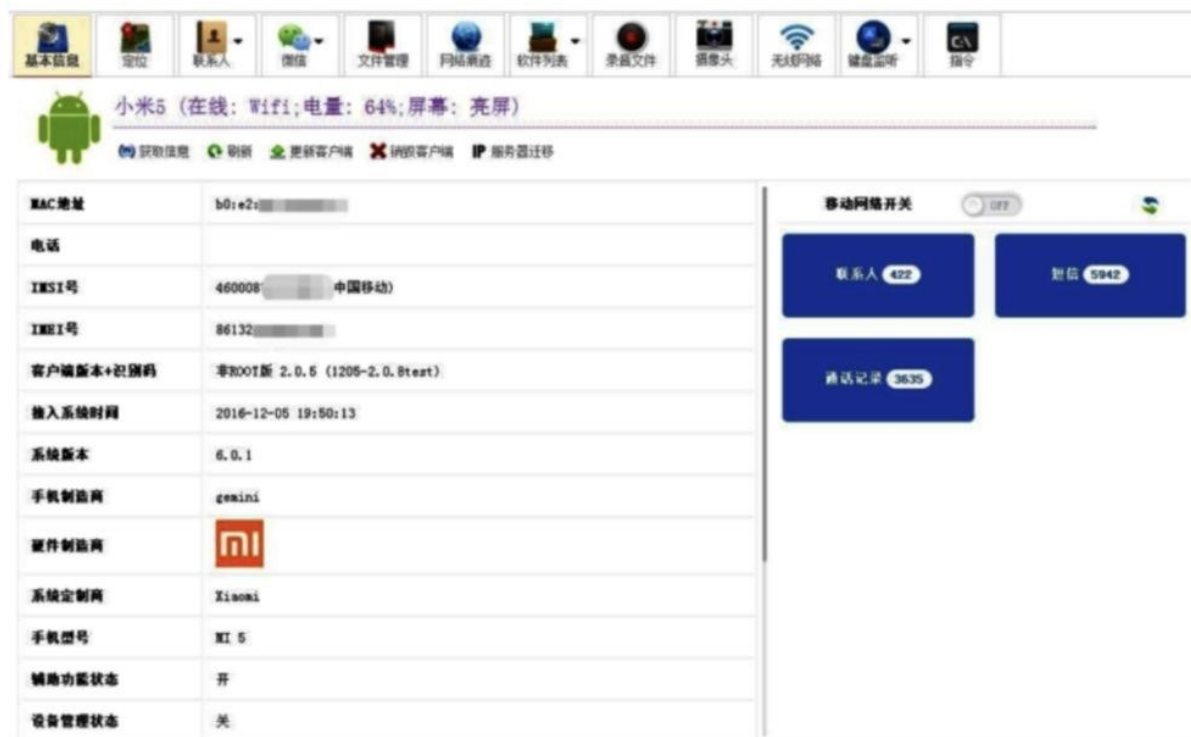 基本信息 定位 联系人 微信 文件管理 网络痕迹 软件列表 录音文件 摄像头 无线网络 键盘监听 指令
小米5 (在线: Wifi;电量: 64%;屏幕: 亮屏)
获取信息 刷新 更新客户端 销毁客户端 IP 服务器迁移
MAC地址 b0:e2:
电话
IMSI号 460008 中国移动)
IMEI号 86132
客户端版本+识别码 非ROOT版 2.0.5 (1205-2.0.8test)
接入系统时间 2016-12-05 19:50:13
系统版本 6.0.1
手机制造商 gemini
硬件制造商 MI
系统定制商 Xiaomi
手机型号 MI 5
辅助功能状态 开
设备管理状态 关
移动网络开关 OFF
联系人 422 短信 5942
通话记录 3635